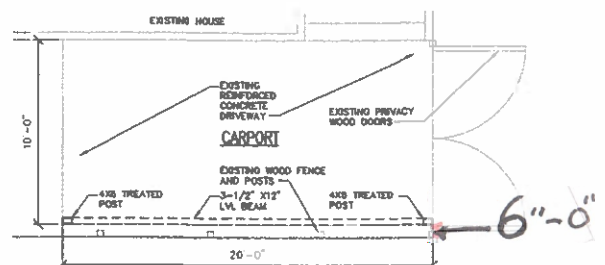 EXISTING HOUSE
10'-0"
EXISTING
REINFORCED
CONCRETE
DRIVEWAY
EXISTING PRIVACY
WOOD DOORS
CARPORT
EXISTING WOOD FENCE
AND POSTS
4X6 TREATED
POST
3-1/2" X12"
LVL BEAM
4X6 TREATED
POST
6"-0"
20'-0"